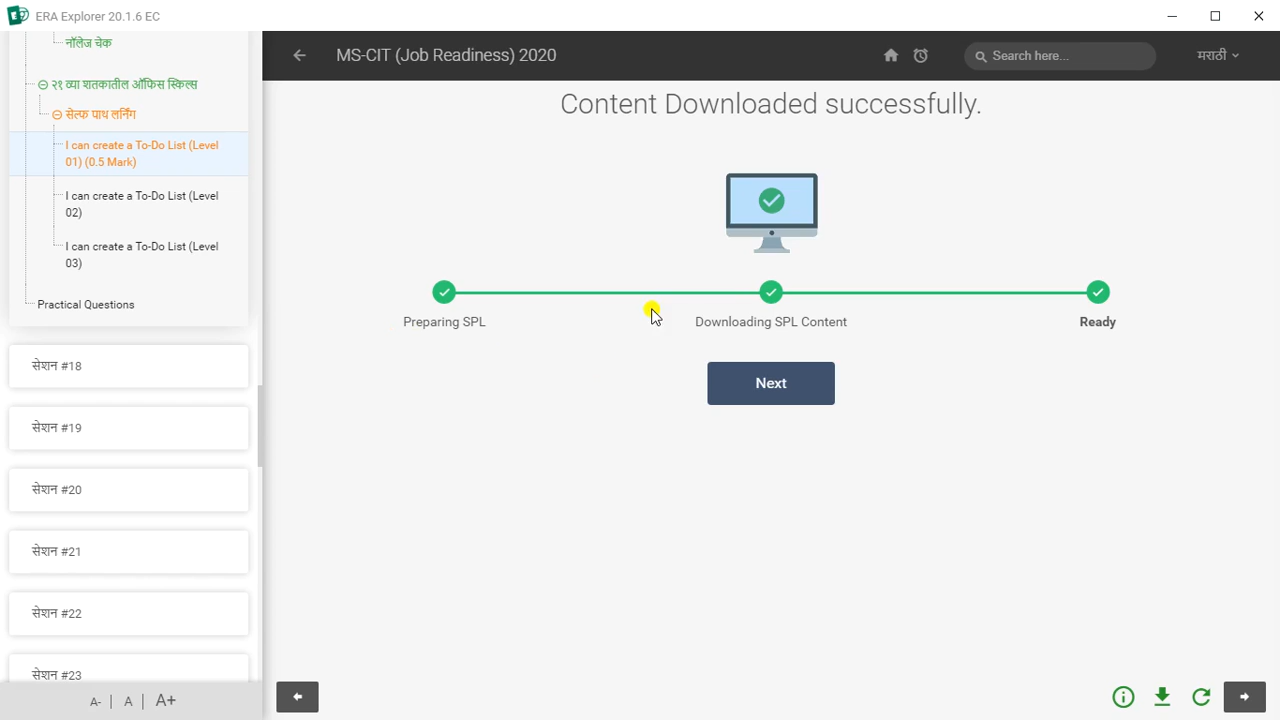 ERA Explorer 20.1.6 EC
नॉलेज चेक
२१ व्या शतकातील ऑफिस स्किल्स
सेल्फ पाथ लर्निंग
I can create a To-Do List (Level
01) (0.5 Mark)
I can create a To-Do List (Level
02)
I can create a To-Do List (Level
03)
Practical Questions
सेशन #18
सेशन #19
सेशन #20
सेशन #21
सेशन #22
सेशन #23
A- | A | A+
MS-CIT (Job Readiness) 2020
Search here...
मराठी
Content Downloaded successfully.
Preparing SPL
Downloading SPL Content
Ready
Next